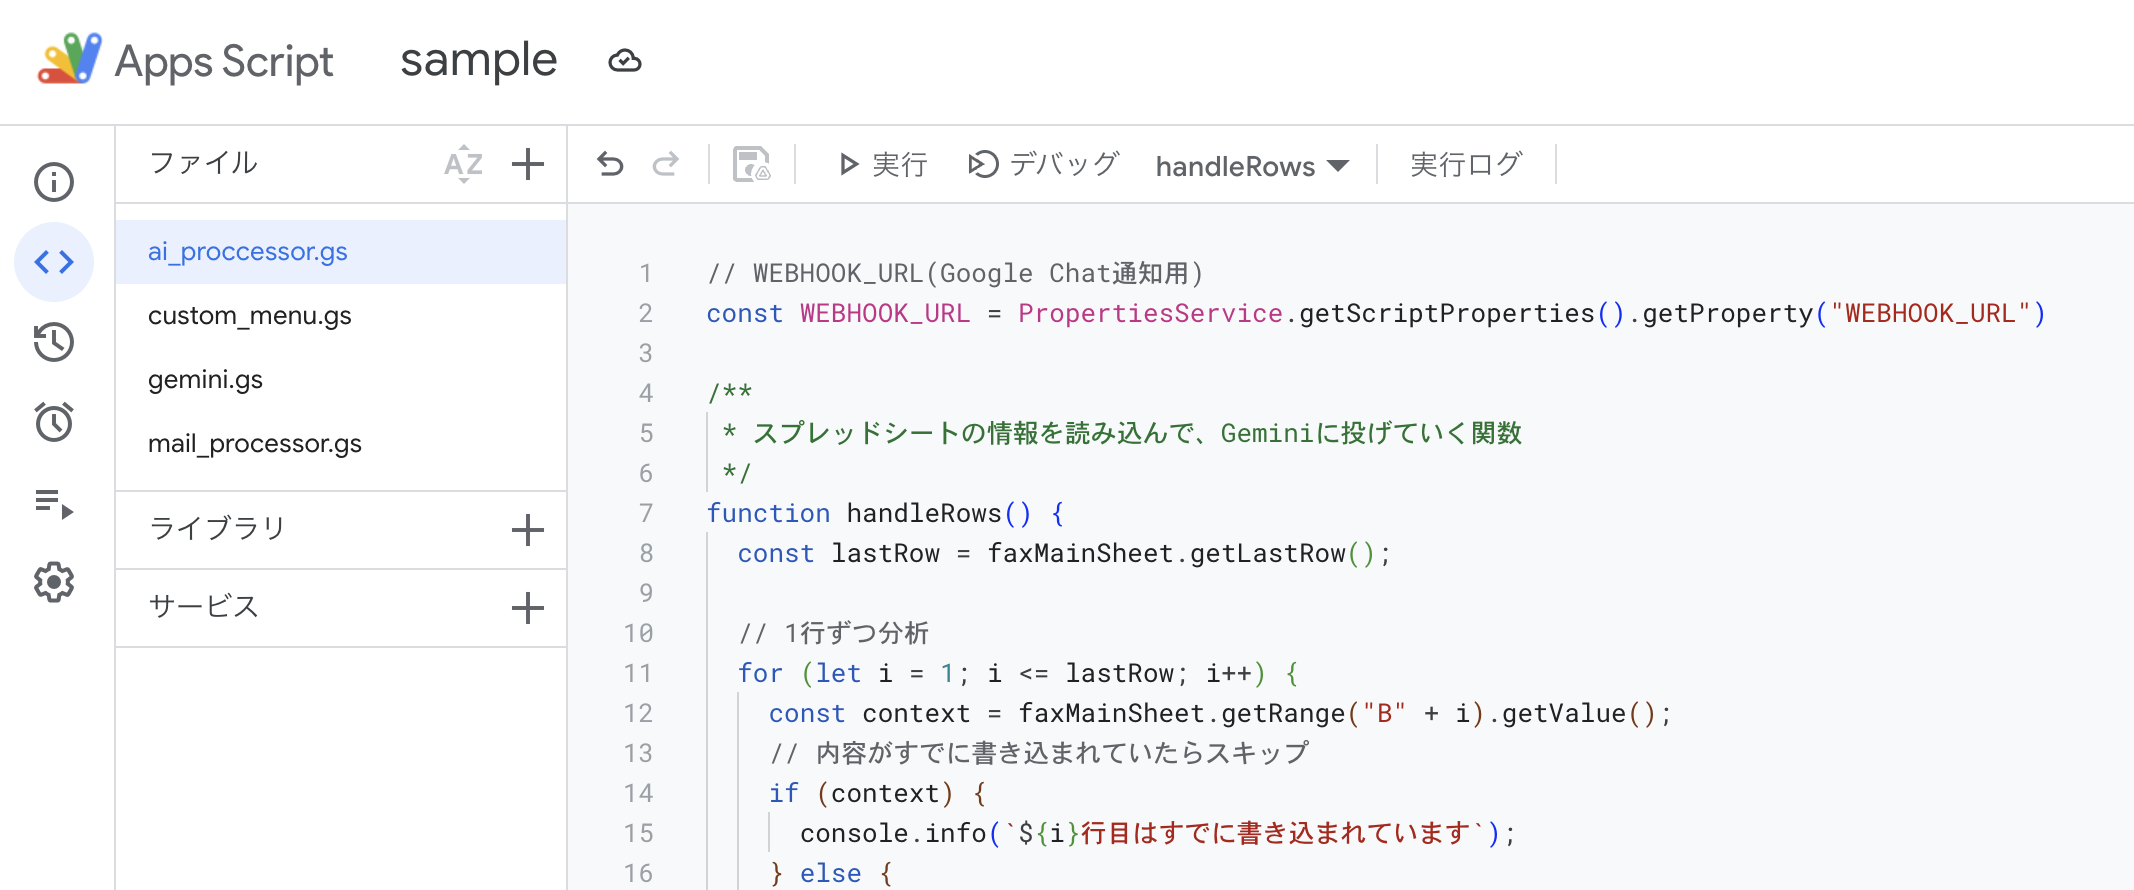 Apps Script sample
ファイル AZ
実行 デバッグ handleRows 実行ログ
ai_proccessor.gs
custom_menu.gs
gemini.gs
mail_processor.gs
ライブラリ
サービス
1 // WEBHOOK_URL(Google Chat通知用)
2 const WEBHOOK_URL = PropertiesService.getScriptProperties().getProperty("WEBHOOK_URL")
3
4 /**
5 * スプレッドシートの情報を読み込んで、Geminiに投げていく関数
6 */
7 function handleRows() {
8 const lastRow = faxMainSheet.getLastRow();
9
10 // 1行ずつ分析
11 for (let i = 1; i <= lastRow; i++) {
12 const context = faxMainSheet.getRange("B" + i).getValue();
13 // 内容がすでに書き込まれていたらスキップ
14 if (context) {
15 console.info(`${i}行目はすでに書き込まれています`);
16 } else {